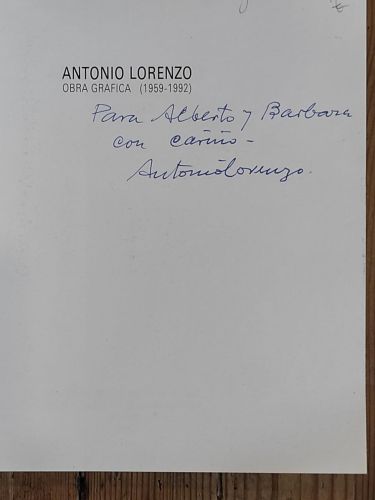 ANTONIO LORENZO
OBRA GRAFICA (1959-1992)
Para Alberto y Barbara
con cariño -
Antonio Lorenzo.